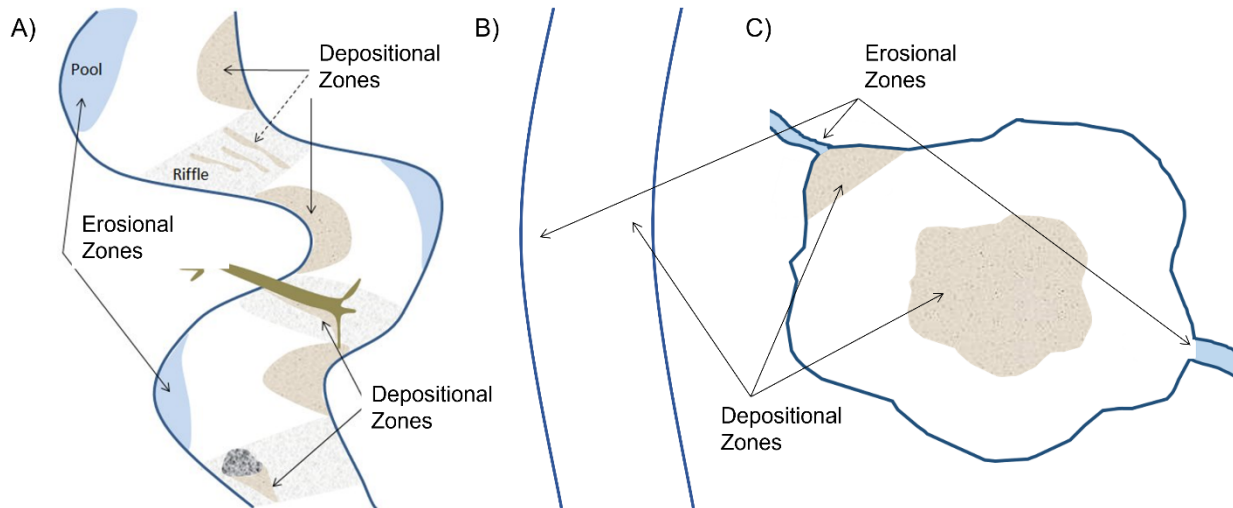 A)
Pool
Depositional
Zones
Riffle
Erosional
Zones
Depositional
Zones
B)
C)
Erosional
Zones
Depositional
Zones